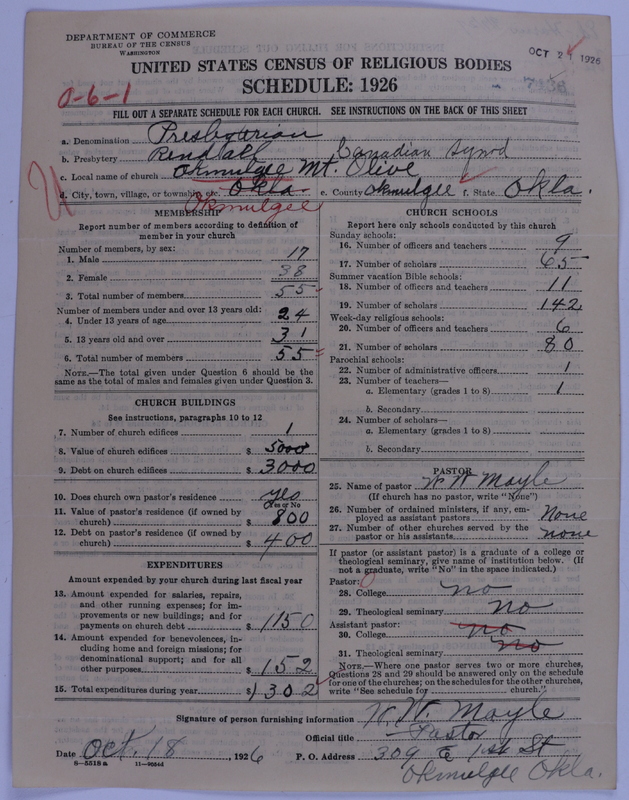 DEPARTMENT OF COMMERCE
BUREAU OF THE CENSUS
WASHINGTON
OCT 21 1926
UNITED STATES CENSUS OF RELIGIOUS BODIES
SCHEDULE: 1926
0-6-1
FILL OUT A SEPARATE SCHEDULE FOR EACH CHURCH. SEE INSTRUCTIONS ON THE BACK OF THIS SHEET
a. Denomination Presbyterian
b. Presbytery Rendall Canadian Synod
c. Local name of church Okmulgee Mt. Olive
d. City, town, village, or township, etc. Okla. e. County Okmulgee f. State Okla.
Okmulgee
MEMBERSHIP
Report number of members according to definition of member in your church
Number of members, by sex:
1. Male 17
2. Female 38
3. Total number of members 55
Number of members under and over 13 years old:
4. Under 13 years of age 24
5. 13 years old and over 31
6. Total number of members 55
NOTE.—The total given under Question 6 should be
same as the total of males and females given under Question 3.
CHURCH BUILDINGS
See instructions, paragraphs 10 to 12
7. Number of church edifices 1
8. Value of church edifices $ 5000
9. Debt on church edifices $ 3000
10. Does church own pastor's residence yes
(Yes or No
11. Value of pastor's residence (if owned by
church) $ 800
12. Debt on pastor's residence (if owned by
church) $ 400
EXPENDITURES
Amount expended by your church during last fiscal year
13. Amount expended for salaries, repairs,
and other running expenses; for im-
provements or new buildings; and for
payments on church debt $ 1150
14. Amount expended for benevolences, in-
cluding home and foreign missions; for
denominational support; and for all
other purposes $ 152
15. Total expenditures during year $ 1302
CHURCH SCHOOLS
Report here only schools conducted by this church
Sunday schools:
16. Number of officers and teachers 9
17. Number of scholars 65
Summer vacation Bible schools:
18. Number of officers and teachers 11
19. Number of scholars 142
Week-day religious schools:
20. Number of officers and teachers 6
21. Number of scholars 80
Parochial schools:
22. Number of administrative officers 1
23. Number of teachers—
a. Elementary (grades 1 to 8) 1
b. Secondary
24. Number of scholars—
a. Elementary (grades 1 to 8)
b. Secondary
PASTOR
25. Name of pastor W W Mayle
(If church has no pastor, write "None")
26. Number of ordained ministers, if any, em-
ployed as assistant pastors None
27. Number of other churches served by the
pastor or his assistants none
If pastor (or assistant pastor) is a graduate of a college or
theological seminary, give name of institution below. (If
not a graduate, write "No" in the space indicated.)
Pastor: 0
28. College no
29. Theological seminary no
Assistant pastor:
30. College no
31. Theological seminary no
NOTE.—Where one pastor serves two or more churches,
Questions 28 and 29 should be answered only on the schedule
for one of the churches; on the schedules for the other churches,
write "See schedule for church."
Signature of person furnishing information W. W. Mayle
Official title Pastor
Date Oct. 18, 1926 P. O. Address 309 E 1st St
8—5518a 11—9664d Okmulgee Okla.